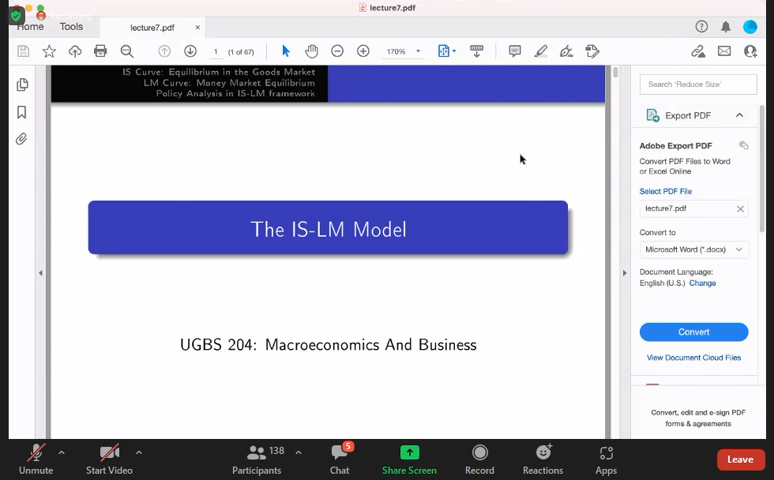 lecture7.pdf
Home Tools lecture7.pdf ×
1 (1 of 67) 170%
IS Curve: Equilibrium in the Goods Market
LM Curve: Money Market Equilibrium
Policy Analysis in IS-LM framework
The IS-LM Model
UGBS 204: Macroeconomics And Business
Search 'Reduce Size'
Export PDF
Adobe Export PDF
Convert PDF Files to Word
or Excel Online
Select PDF File
lecture7.pdf
Convert to
Microsoft Word (*.docx)
Document Language:
English (U.S.) Change
Convert
View Document Cloud Files
Convert, edit and e-sign PDF
forms & agreements
Unmute Start Video 138 Participants 5 Chat Share Screen Record Reactions Apps Leave